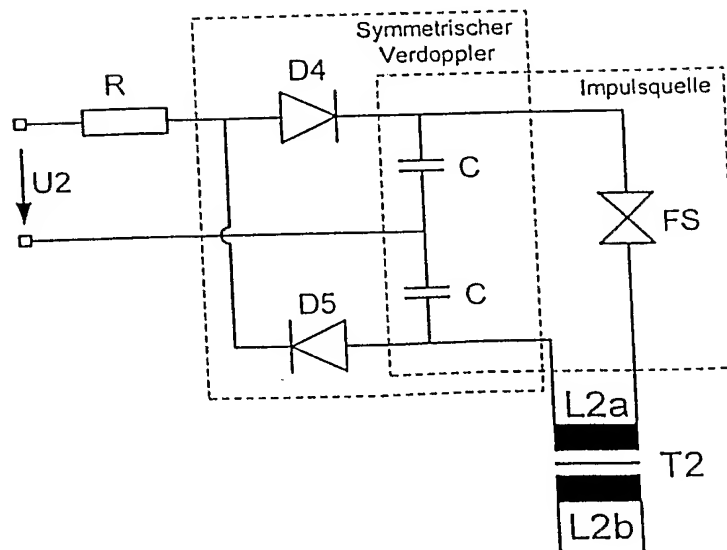 Symmetrischer
Verdoppler
D4
R
Impulsquelle
U2
C
FS
C
D5
L2a
T2
L2b